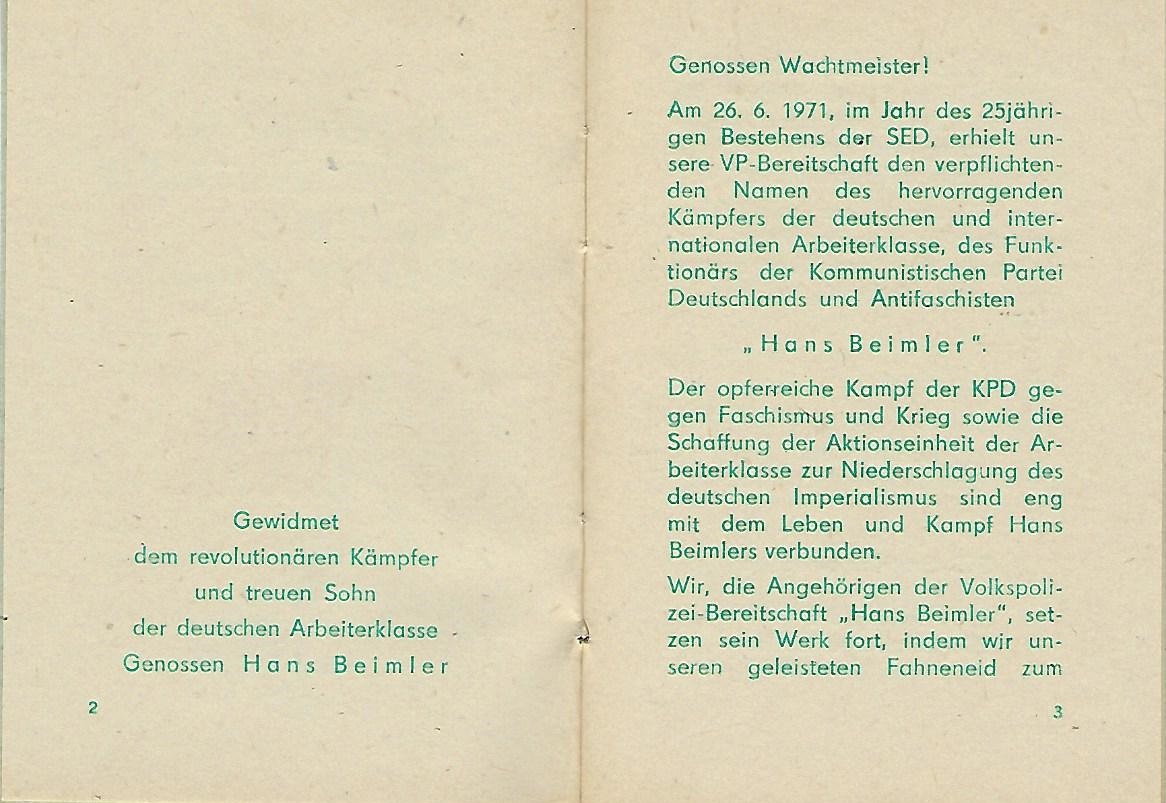 Gewidmet
dem revolutionären Kämpfer
und treuen Sohn
der deutschen Arbeiterklasse
Genossen Hans Beimler
2
Genossen Wachtmeister!
Am 26. 6. 1971, im Jahr des 25jähri-
gen Bestehens der SED, erhielt un-
sere VP-Bereitschaft den verpflichten-
den Namen des hervorragenden
Kämpfers der deutschen und inter-
nationalen Arbeiterklasse, des Funk-
tionärs der Kommunistischen Partei
Deutschlands und Antifaschisten
„Hans Beimler".
Der opferreiche Kampf der KPD ge-
gen Faschismus und Krieg sowie die
Schaffung der Aktionseinheit der Ar-
beiterklasse zur Niederschlagung des
deutschen Imperialismus sind eng
mit dem Leben und Kampf Hans
Beimlers verbunden.
Wir, die Angehörigen der Volkspoli-
zei-Bereitschaft „Hans Beimler", set-
zen sein Werk fort, indem wir un-
seren geleisteten Fahneneid zum
3